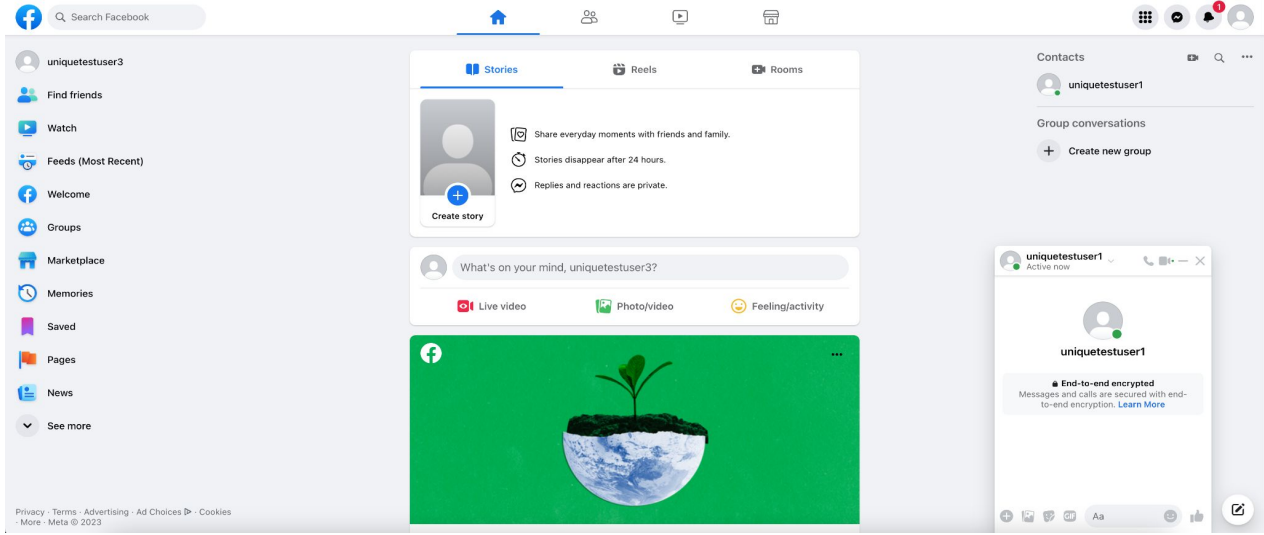 Search Facebook
1
uniquetestuser3
Find friends
Watch
Feeds (Most Recent)
Welcome
Groups
Marketplace
Memories
Saved
Pages
News
See more
Privacy · Terms · Advertising · Ad Choices · Cookies
· More · Meta © 2023
Stories
Reels
Rooms
Share everyday moments with friends and family.
Stories disappear after 24 hours.
Replies and reactions are private.
Create story
What's on your mind, uniquetestuser3?
Live video
Photo/video
Feeling/activity
Contacts
uniquetestuser1
Group conversations
Create new group
uniquetestuser1
Active now
uniquetestuser1
End-to-end encrypted
Messages and calls are secured with end-
to-end encryption. Learn More
GIF
Aa